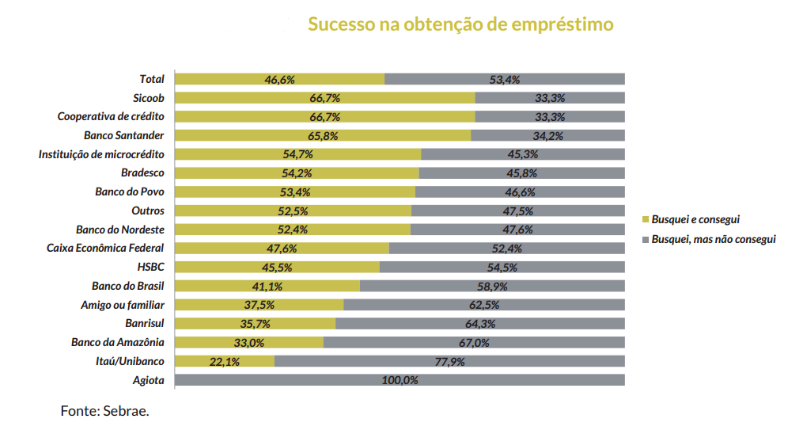 Sucesso na obtenção de empréstimo
Total 46,6% 53,4%
Sicoob 66,7% 33,3%
Cooperativa de crédito 66,7% 33,3%
Banco Santander 65,8% 34,2%
Instituição de microcrédito 54,7% 45,3%
Bradesco 54,2% 45,8%
Banco do Povo 53,4% 46,6%
Outros 52,5% 47,5%
Banco do Nordeste 52,4% 47,6%
Caixa Econômica Federal 47,6% 52,4%
HSBC 45,5% 54,5%
Banco do Brasil 41,1% 58,9%
Amigo ou familiar 37,5% 62,5%
Banrisul 35,7% 64,3%
Banco da Amazônia 33,0% 67,0%
Itaú/Unibanco 22,1% 77,9%
Agiota 100,0%
Busquei e consegui
Busquei, mas não consegui
Fonte: Sebrae.